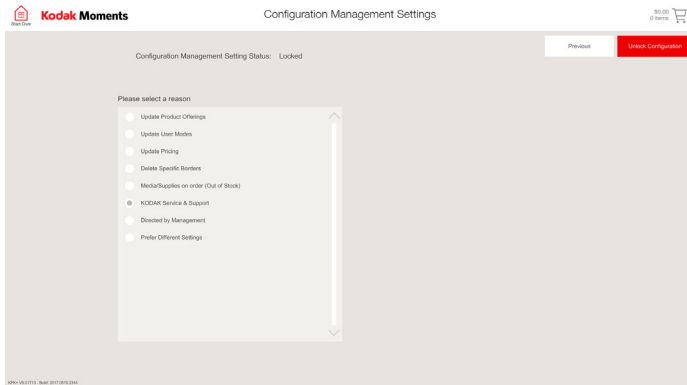 Start Over
Kodak Moments
Configuration Management Settings
$0.00
0 items
Previous
Unlock Configuration
Configuration Management Setting Status: Locked
Please select a reason
Update Product Offerings
Update User Modes
Update Pricing
Delete Specific Borders
Media/Supplies on order (Out of Stock)
KODAK Service & Support
Directed by Management
Prefer Different Settings